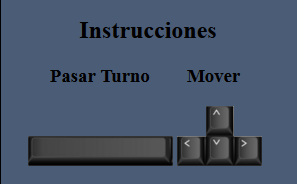 Instrucciones
Pasar Turno Mover
^
< v >